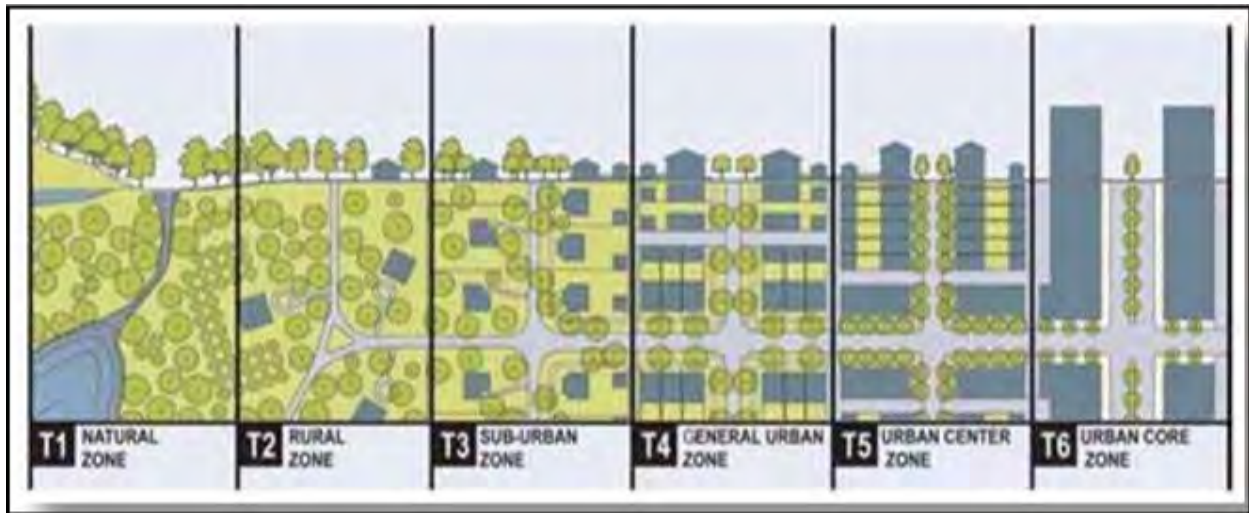 T1 NATURAL
ZONE
T2 RURAL
ZONE
T3 SUB-URBAN
ZONE
T4 GENERAL URBAN
ZONE
T5 URBAN CENTER
ZONE
T6 URBAN CORE
ZONE